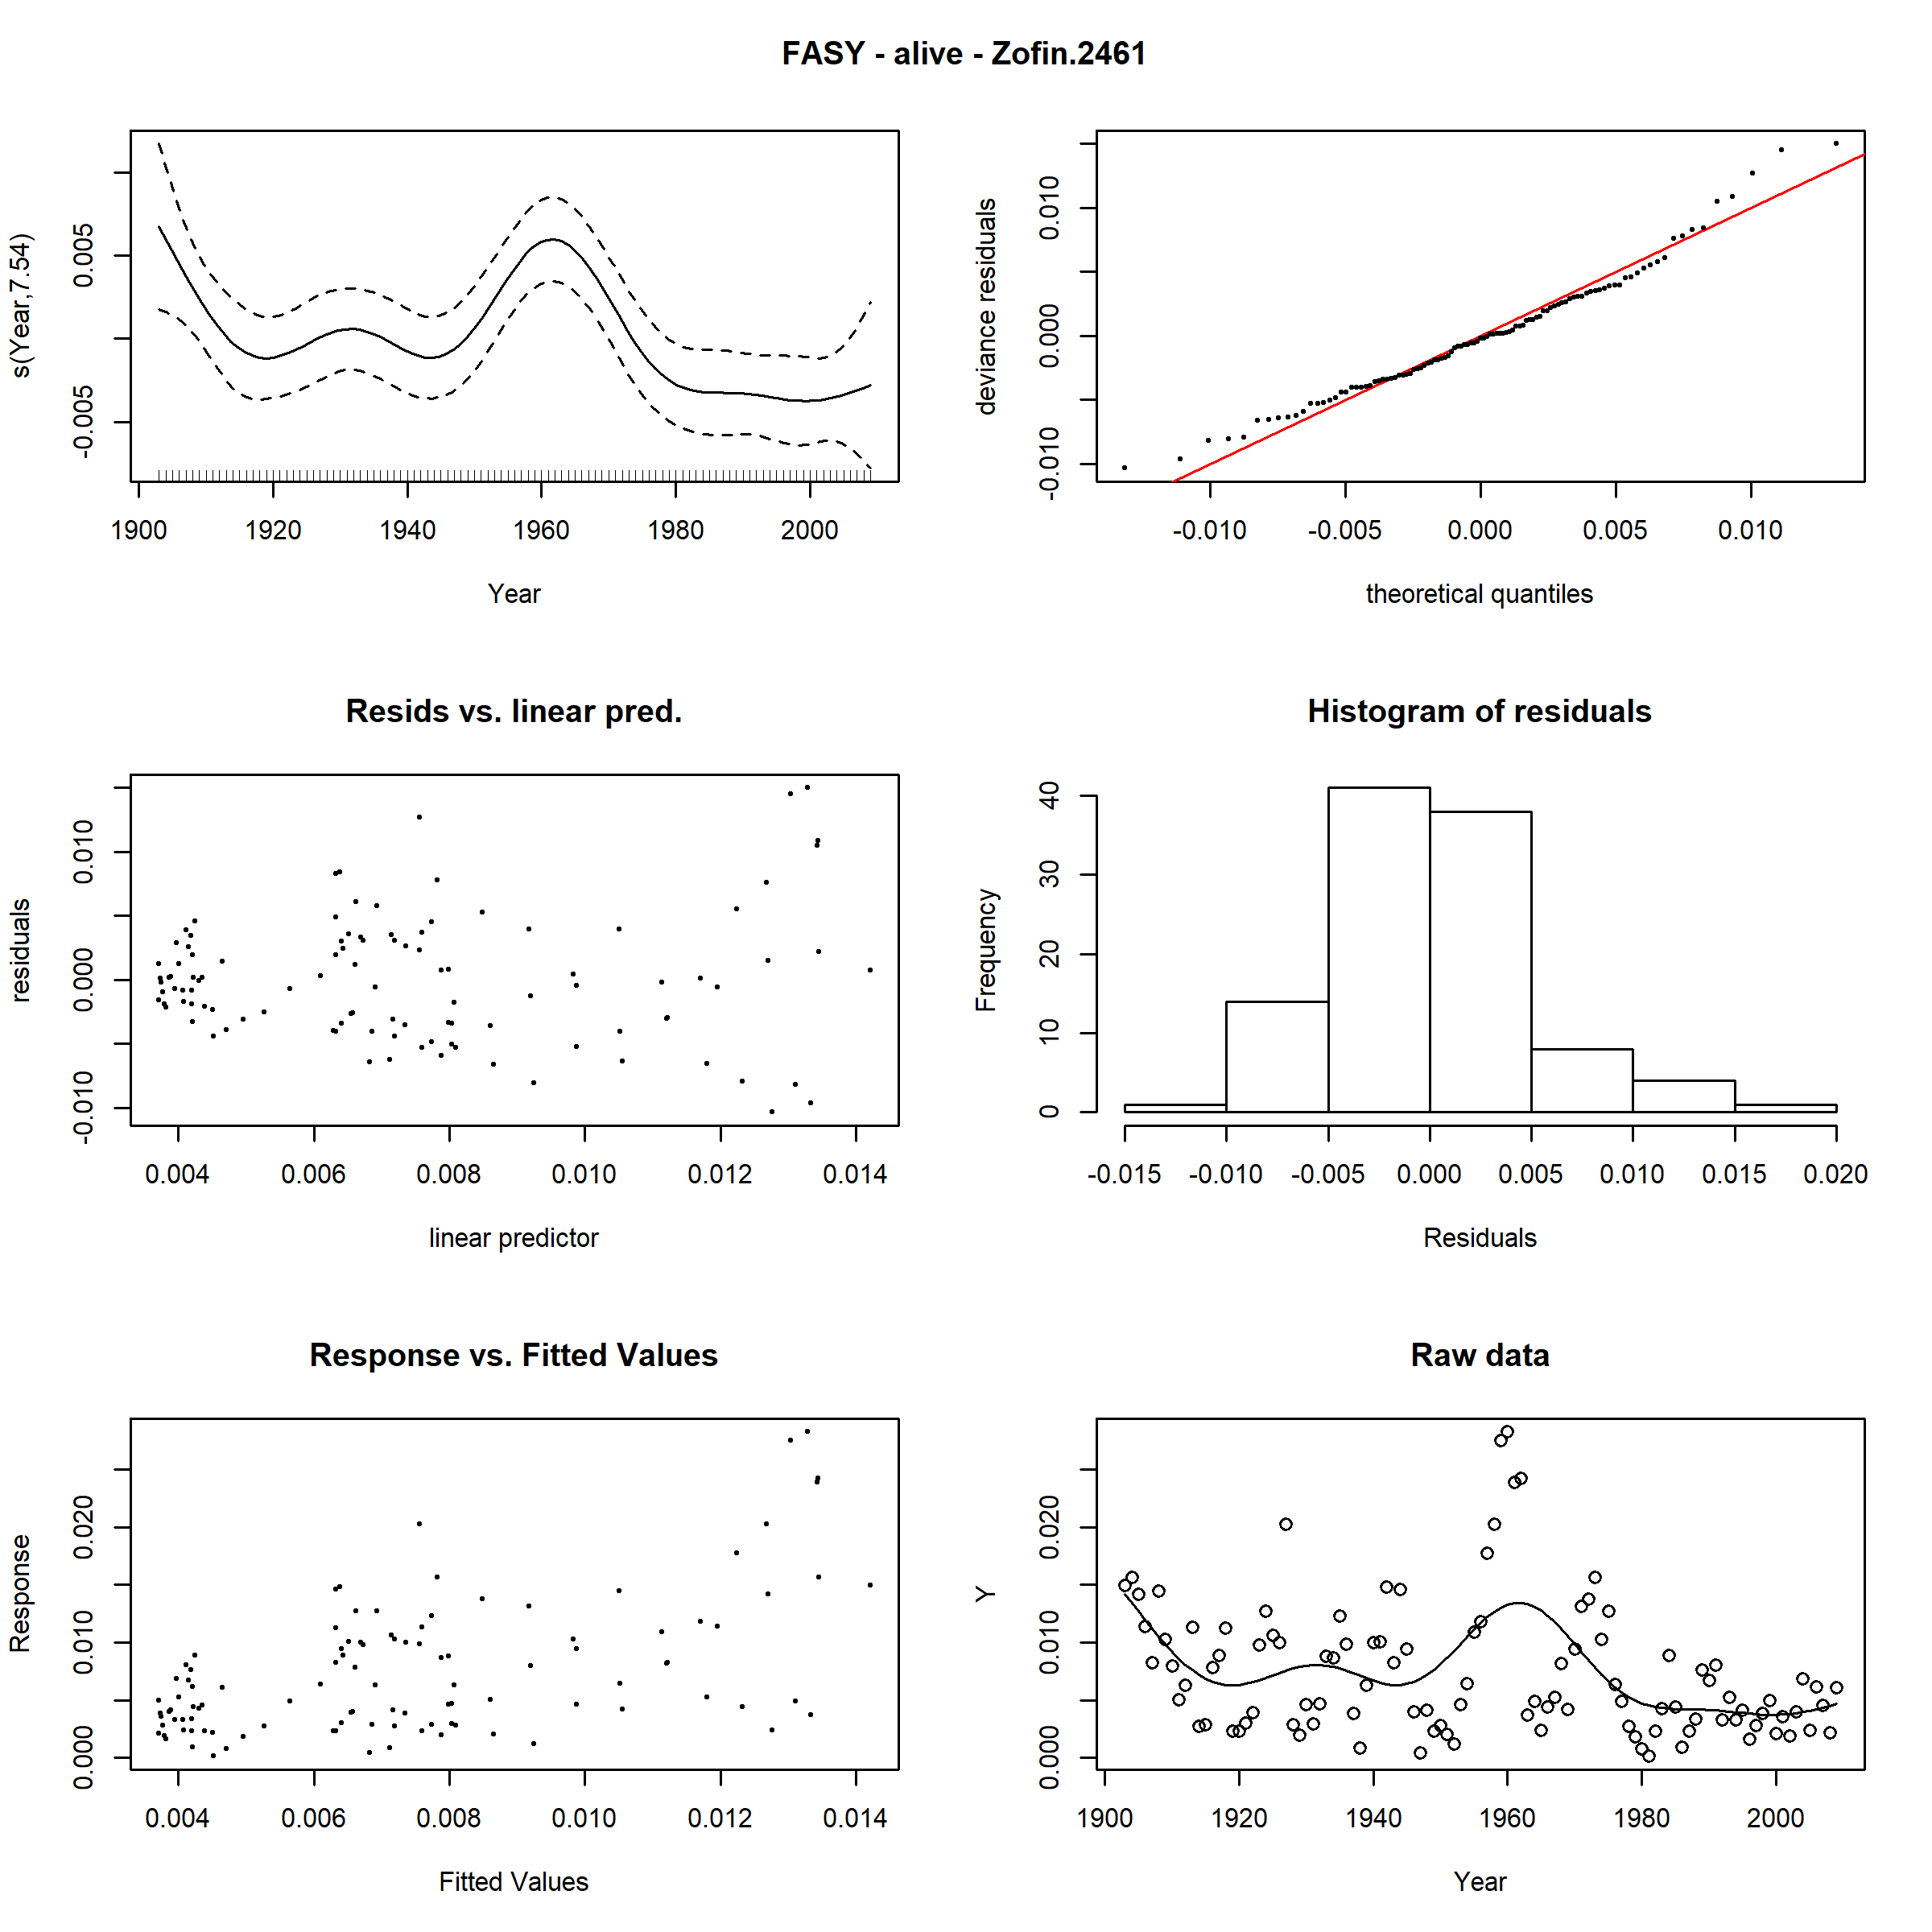 FASY - alive - Zofin.2461
s(Year,7.54)
0.005
-0.005
1900 1920 1940 1960 1980 2000
Year
deviance residuals
0.010
0.000
-0.010
-0.010 -0.005 0.000 0.005 0.010
theoretical quantiles
Resids vs. linear pred.
residuals
0.010
0.000
-0.010
0.004 0.006 0.008 0.010 0.012 0.014
linear predictor
Histogram of residuals
Frequency
40
30
20
10
0
-0.015 -0.010 -0.005 0.000 0.005 0.010 0.015 0.020
Residuals
Response vs. Fitted Values
Response
0.020
0.010
0.000
0.004 0.006 0.008 0.010 0.012 0.014
Fitted Values
Raw data
Y
0.020
0.010
0.000
1900 1920 1940 1960 1980 2000
Year